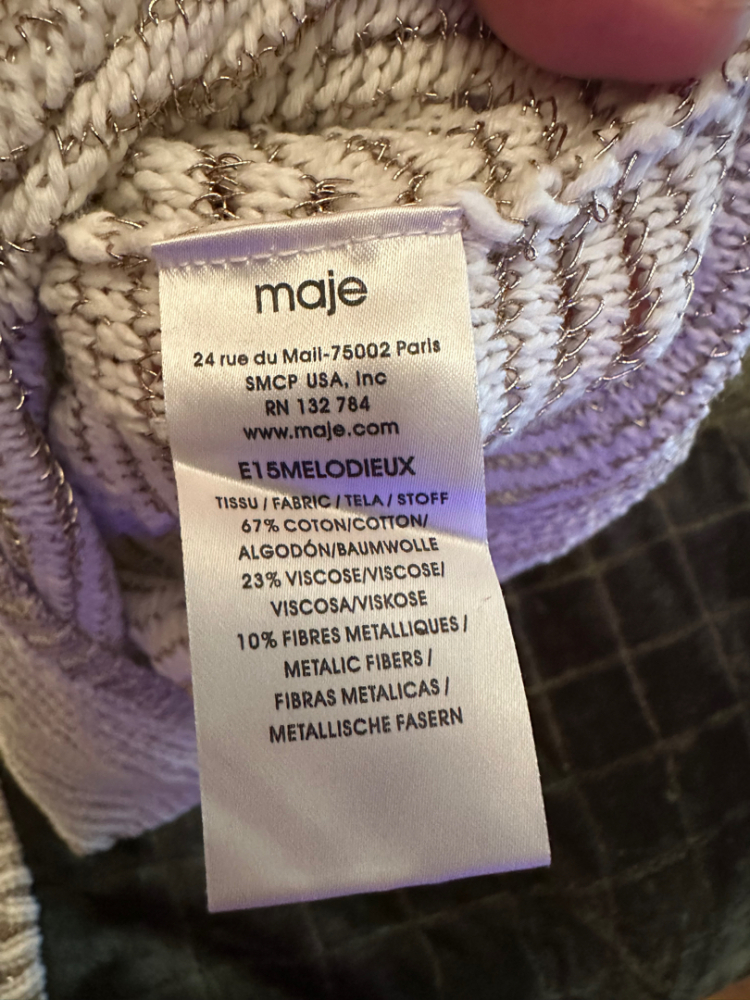 maje
24 rue du Mail-75002 Paris
SMCP USA, Inc
RN 132 784
www.maje.com
E15MELODIEUX
TISSU / FABRIC / TELA / STOFF
67% COTON/COTTON/
ALGODÓN/BAUMWOLLE
23% VISCOSE/VISCOSE/
VISCOSA/VISKOSE
10% FIBRES METALLIQUES /
METALIC FIBERS /
FIBRAS METALICAS /
METALLISCHE FASERN